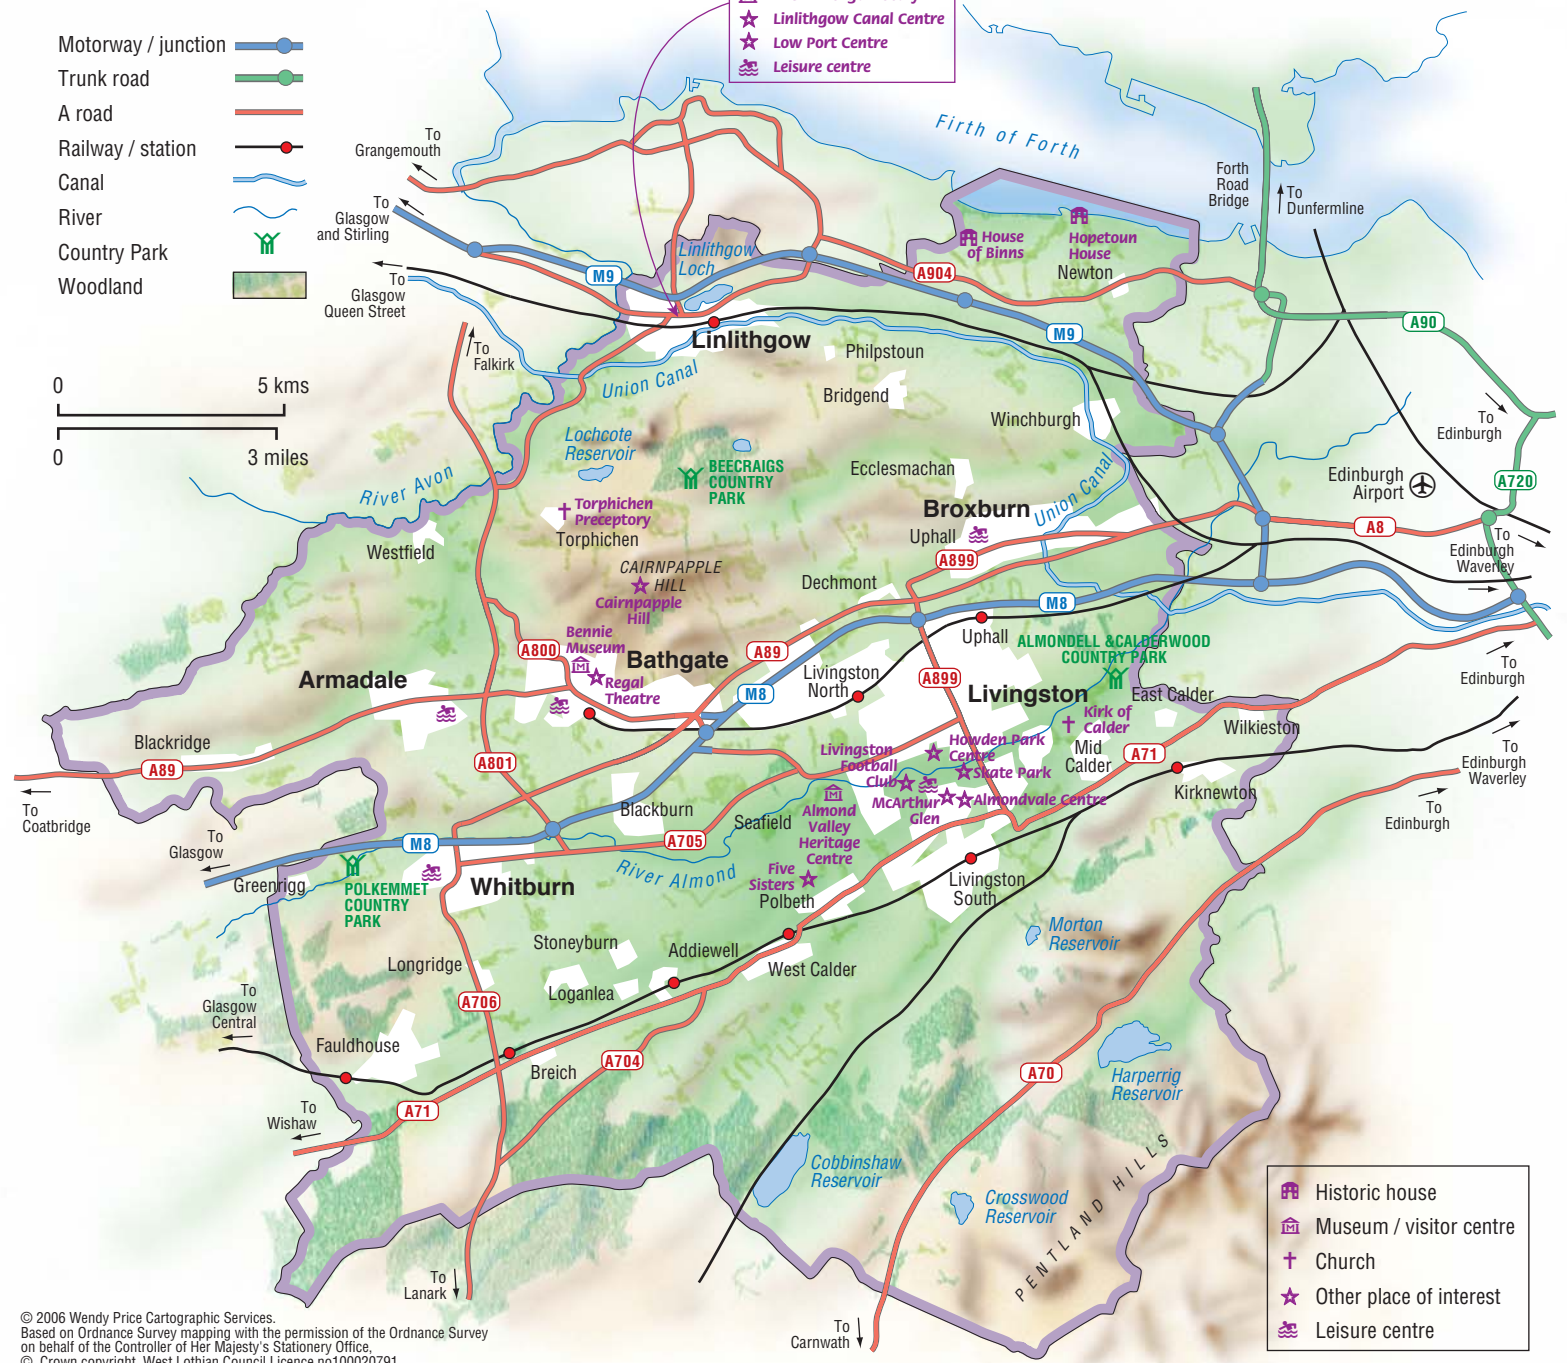 Linlithgow Canal Centre
Low Port Centre
Leisure centre
Motorway / junction
Trunk road
A road
Railway / station
Canal
River
Country Park
Woodland
0 5 kms
0 3 miles
To
Grangemouth
To
Glasgow
and Stirling
To
Glasgow
Queen Street
To
Falkirk
Firth of Forth
Forth
Road
Bridge
To
Dunfermline
House
of Binns
Hopetoun
House
Newton
A904
M9
Linlithgow
Loch
M9
A90
Linlithgow
Philpstoun
Union Canal
Bridgend
Winchburgh
To
Edinburgh
Lochcote
Reservoir
BEECRAIGS
COUNTRY
PARK
Ecclesmachan
Union Canal
Edinburgh
Airport
A720
River Avon
Torphichen
Preceptory
Torphichen
Broxburn
Uphall
A8
To
Edinburgh
Waverley
Westfield
A899
CAIRNPAPPLE
HILL
Cairnpapple
Hill
Dechmont
M8
Bennie
Museum
A800
Bathgate
A89
Uphall
ALMONDELL &CALDERWOOD
COUNTRY PARK
To
Edinburgh
Armadale
Regal
Theatre
Livingston
North
A899
M8
Livingston
East Calder
Kirk of
Calder
Wilkieston
Blackridge
A89
A801
Livingston
Football
Club
Howden Park
Centre
Skate Park
Mid
Calder
A71
To
Edinburgh
Waverley
To
Coatbridge
Kirknewton
McArthur
Glen
Almondvale Centre
To
Edinburgh
Blackburn
Seafield
Almond
Valley
Heritage
Centre
To
Glasgow
M8
A705
Greenrigg
POLKEMMET
COUNTRY
PARK
Whitburn
River Almond
Five
Sisters
Polbeth
Livingston
South
Morton
Reservoir
Stoneyburn
Addiewell
Longridge
West Calder
Loganlea
To
Glasgow
Central
A706
Fauldhouse
Breich
A704
A70
Harperrig
Reservoir
To
Wishaw
A71
Cobbinshaw
Reservoir
Crosswood
Reservoir
PENTLAND HILLS
To
Lanark
To
Carnwath
Historic house
Museum / visitor centre
Church
Other place of interest
Leisure centre
© 2006 Wendy Price Cartographic Services.
Based on Ordnance Survey mapping with the permission of the Ordnance Survey
on behalf of the Controller of Her Majesty's Stationery Office,
© Crown copyright. West Lothian Council Licence no100020791